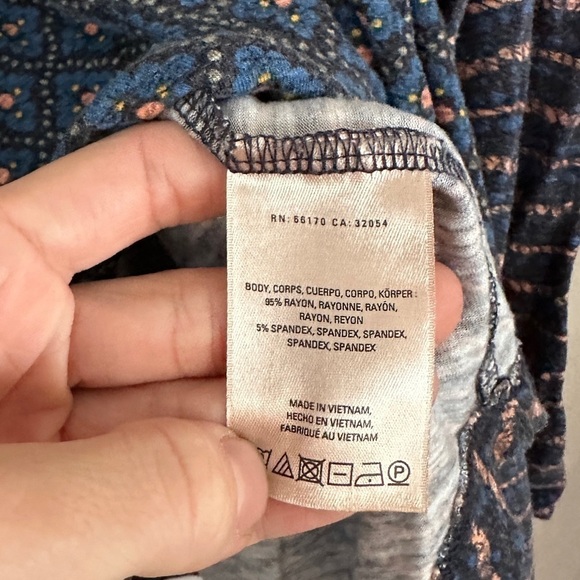 RN: 66170 CA: 32054
BODY, CORPS, CUERPO, CORPO, KÖRPER :
95% RAYON, RAYONNE, RAYÓN,
RAYON, REYON
5% SPANDEX, SPANDEX, SPANDEX,
SPANDEX, SPANDEX
MADE IN VIETNAM,
HECHO EN VIETNAM,
FABRIQUÉ AU VIETNAM
P